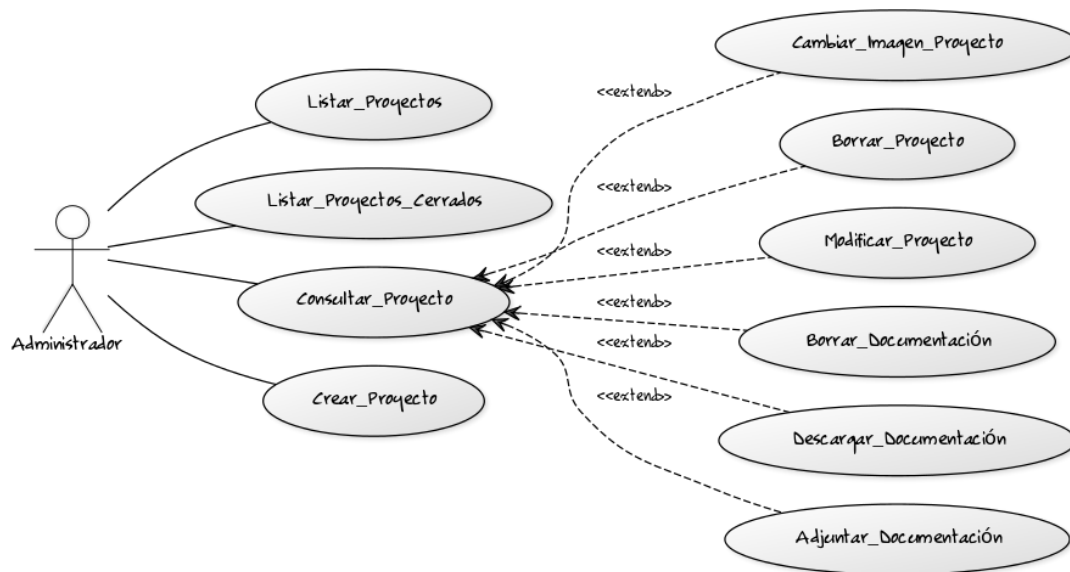 Cambiar_Imagen_Proyecto
<<extend>>
Listar_Proyectos
Borrar_Proyecto
<<extend>>
Listar_Proyectos_Cerrados
Modificar_Proyecto
<<extend>>
Consultar_Proyecto
<<extend>>
Administrador
Borrar_Documentación
<<extend>>
Crear_Proyecto
<<extend>>
Descargar_Documentación
Adjuntar_Documentación